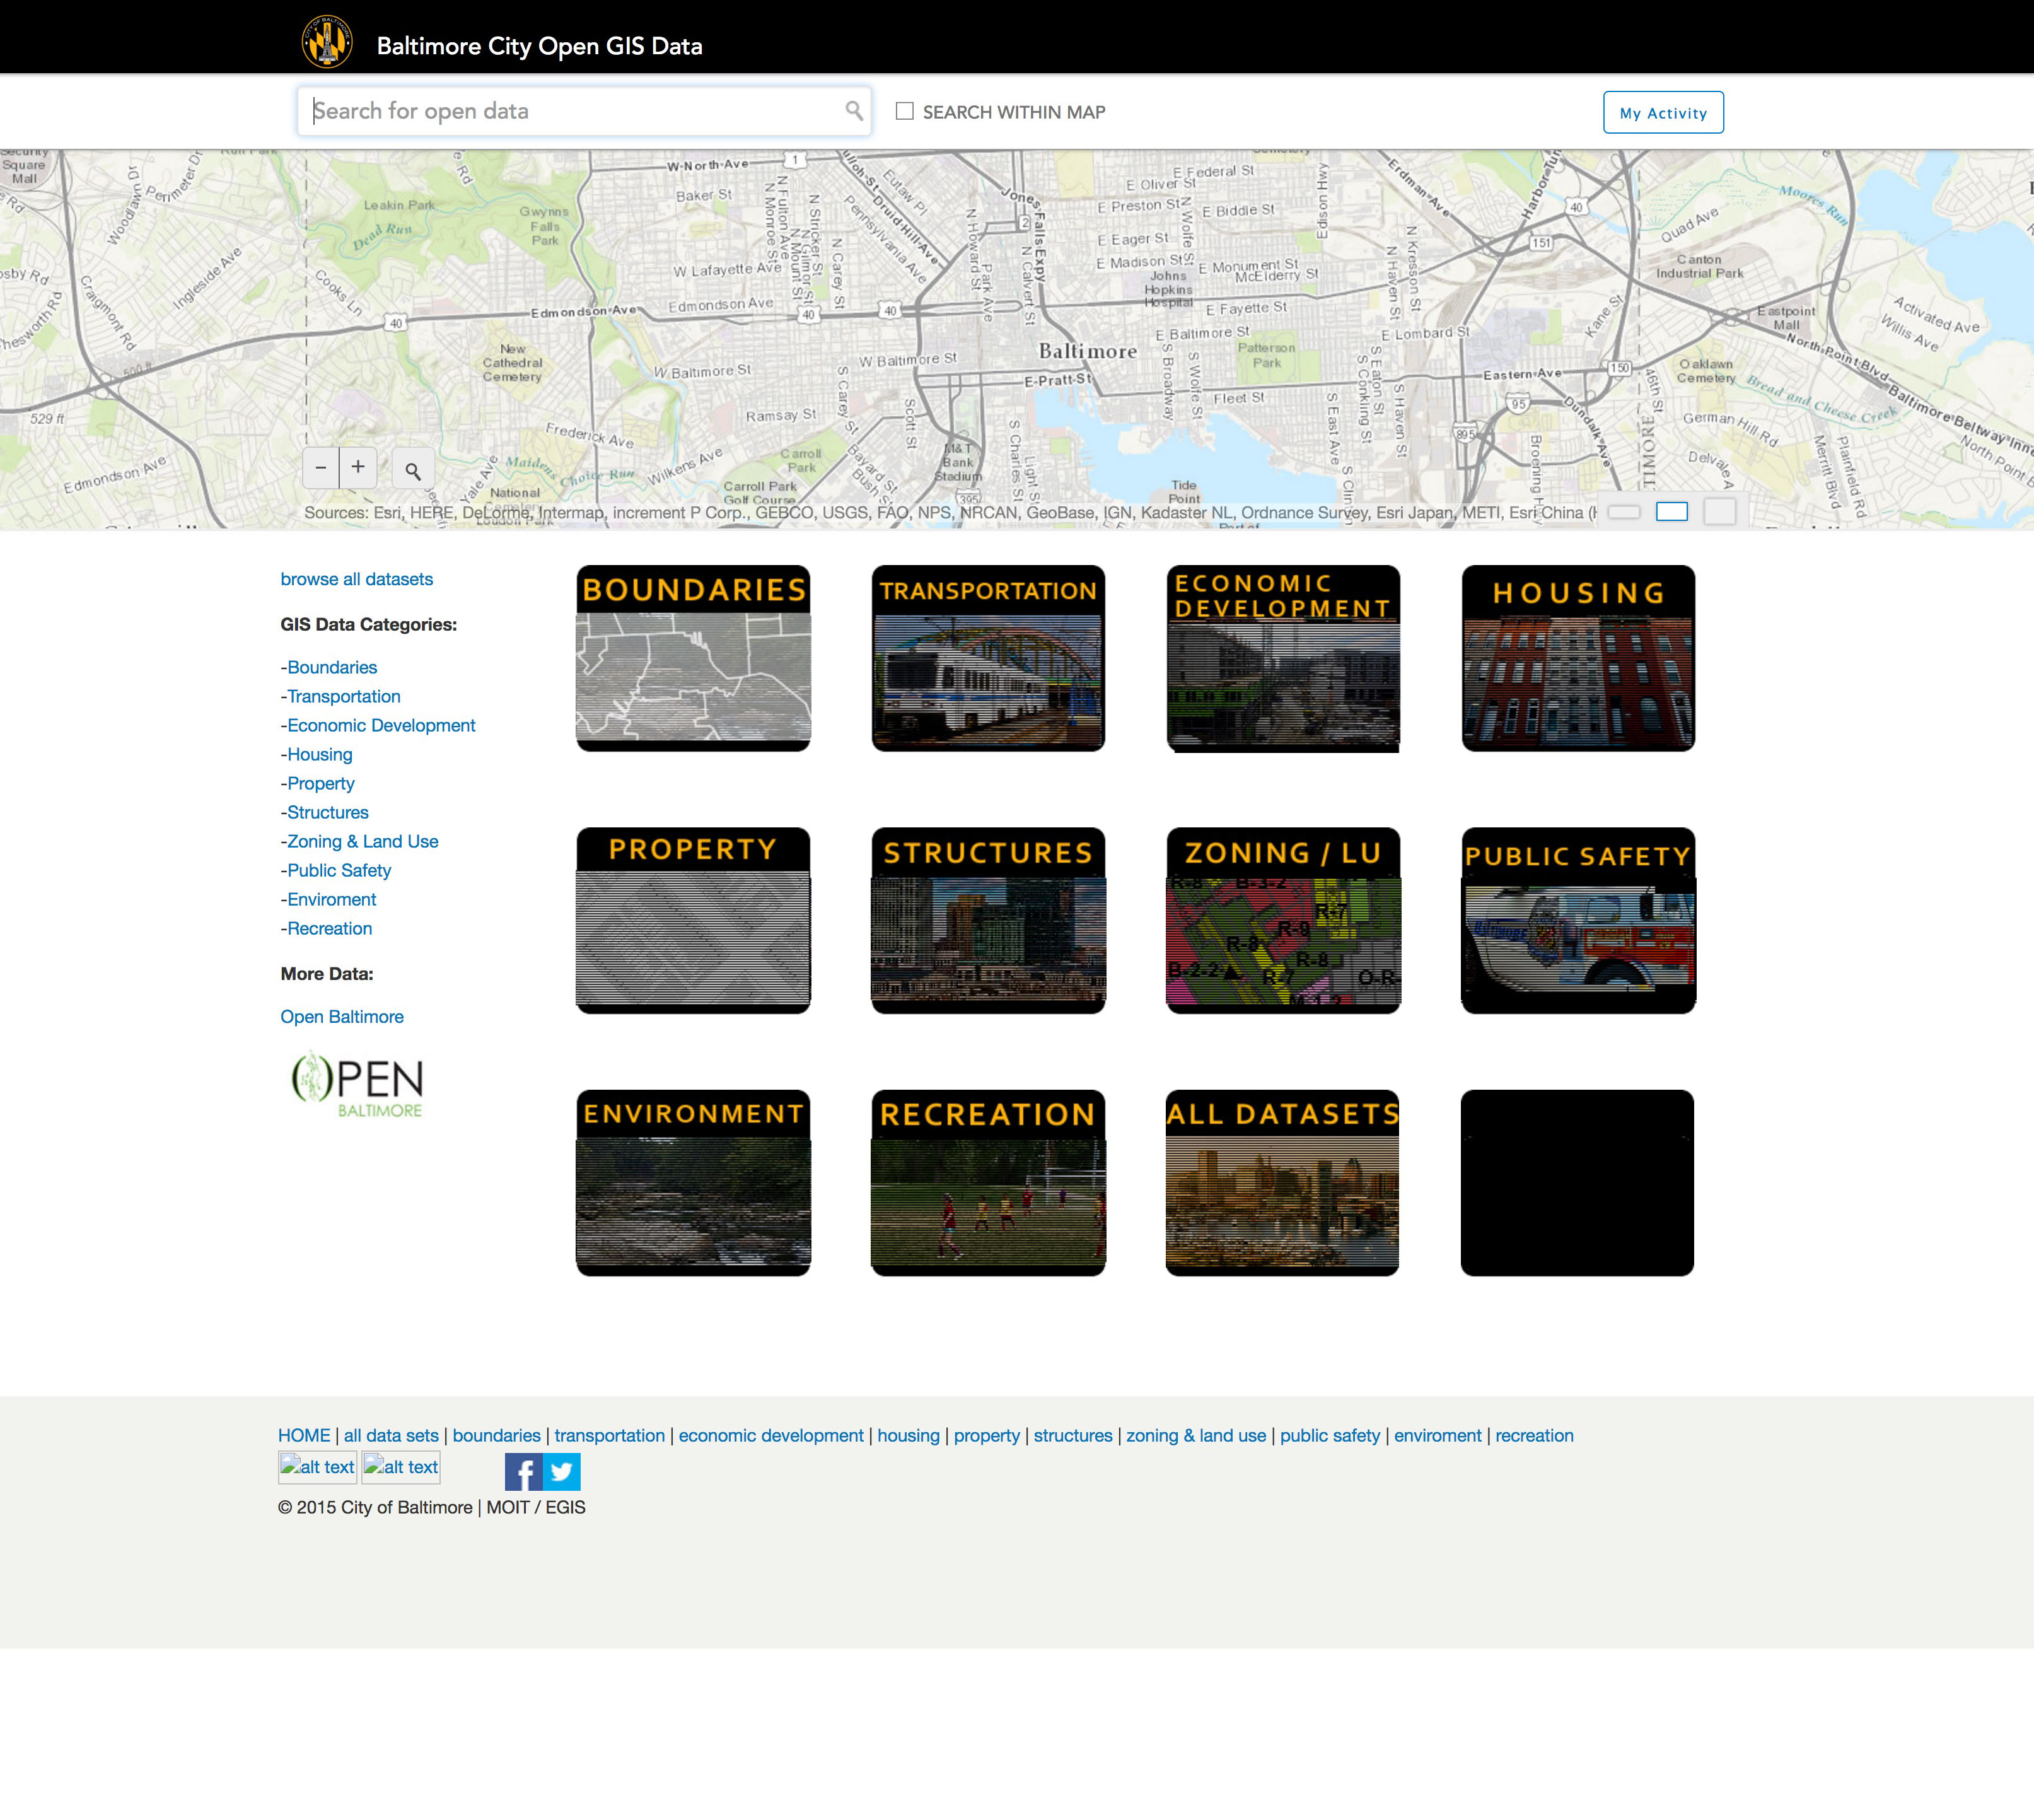 Baltimore City Open GIS Data
Search for open data
SEARCH WITHIN MAP
My Activity
Square
Mall
Woodlawn Dr
Perimeter Dr
Rd
W-North-Ave
1
Baker St
Leakin Park
Dead Run
Gwynns
Falls
Park
N Monroe St
N Fulton Ave
N Mount St
N Gilmor St
N Stricker St
N Carey St
Pennsylvania Ave
Druid-Hill-Ave
Eutaw Pl
N Howard St
Park Ave
Jones-Falls-Expy
2
N Calvert St
E Federal St
E Oliver St
E Preston St
E Biddle St
N Wolfe St
E Eager St
E Madison St
E Monument St
McElderry St
Johns
Hopkins
Hospital
E Fayette St
E Baltimore St
E Lombard St
Edison Hwy
Erdman-Ave
40
151
N Haven St
N Kresson St
Kane St
Quad Ave
Moores Run
Canton
Industrial Park
Eastpoint
Mall
Activated Ave
Willis Ave
North-Point-Blvd
Baltimore-Beltway-Inn
Craigmont Rd
Ingleside Ave
Cooks Ln
40
Edmondson-Ave
W Lafayette Ave
Edmondson Ave
40
40
New
Cathedral
Cemetery
W Baltimore St
W Baltimore St
Baltimore
E-Pratt-St
Patterson
Park
S Broadway
S Wolfe St
Fleet St
Eastern-Ave
150
46th St
Oaklawn
Cemetery
German Hill Rd
Bread and Cheese Creek
500 ft
529 ft
Edmondson Ave
Frederick Ave
Maidens Choice Run
Yale Ave
Wilkens Ave
Ramsay St
S Carey St
Bayard St
Bush St
Scott St
Carroll
Park
Carroll Park
Golf Course
M&T
Bank
Stadium
395
S Charles St
Light St
National
Tide
Point
S East Ave
S Conkling St
S Eaton St
S Haven St
95
895
Dundalk Ave
Merritt Blvd
Plainfield Rd
− +
Sources: Esri, HERE, DeLorme, Intermap, increment P Corp., GEBCO, USGS, FAO, NPS, NRCAN, GeoBase, IGN, Kadaster NL, Ordnance Survey, Esri Japan, METI, Esri China (
browse all datasets
GIS Data Categories:
-Boundaries
-Transportation
-Economic Development
-Housing
-Property
-Structures
-Zoning & Land Use
-Public Safety
-Enviroment
-Recreation
More Data:
Open Baltimore
OPEN
BALTIMORE
BOUNDARIES
TRANSPORTATION
ECONOMIC
DEVELOPMENT
HOUSING
PROPERTY
STRUCTURES
ZONING / LU
R-8 B-3-2
R-7
R-9
R-8
R-8
B-2-2
R-7
O-R-
M-1-2
PUBLIC SAFETY
BALTIMORE
ENVIRONMENT
RECREATION
ALL DATASETS
HOME | all data sets | boundaries | transportation | economic development | housing | property | structures | zoning & land use | public safety | enviroment | recreation
alt text alt text
© 2015 City of Baltimore | MOIT / EGIS